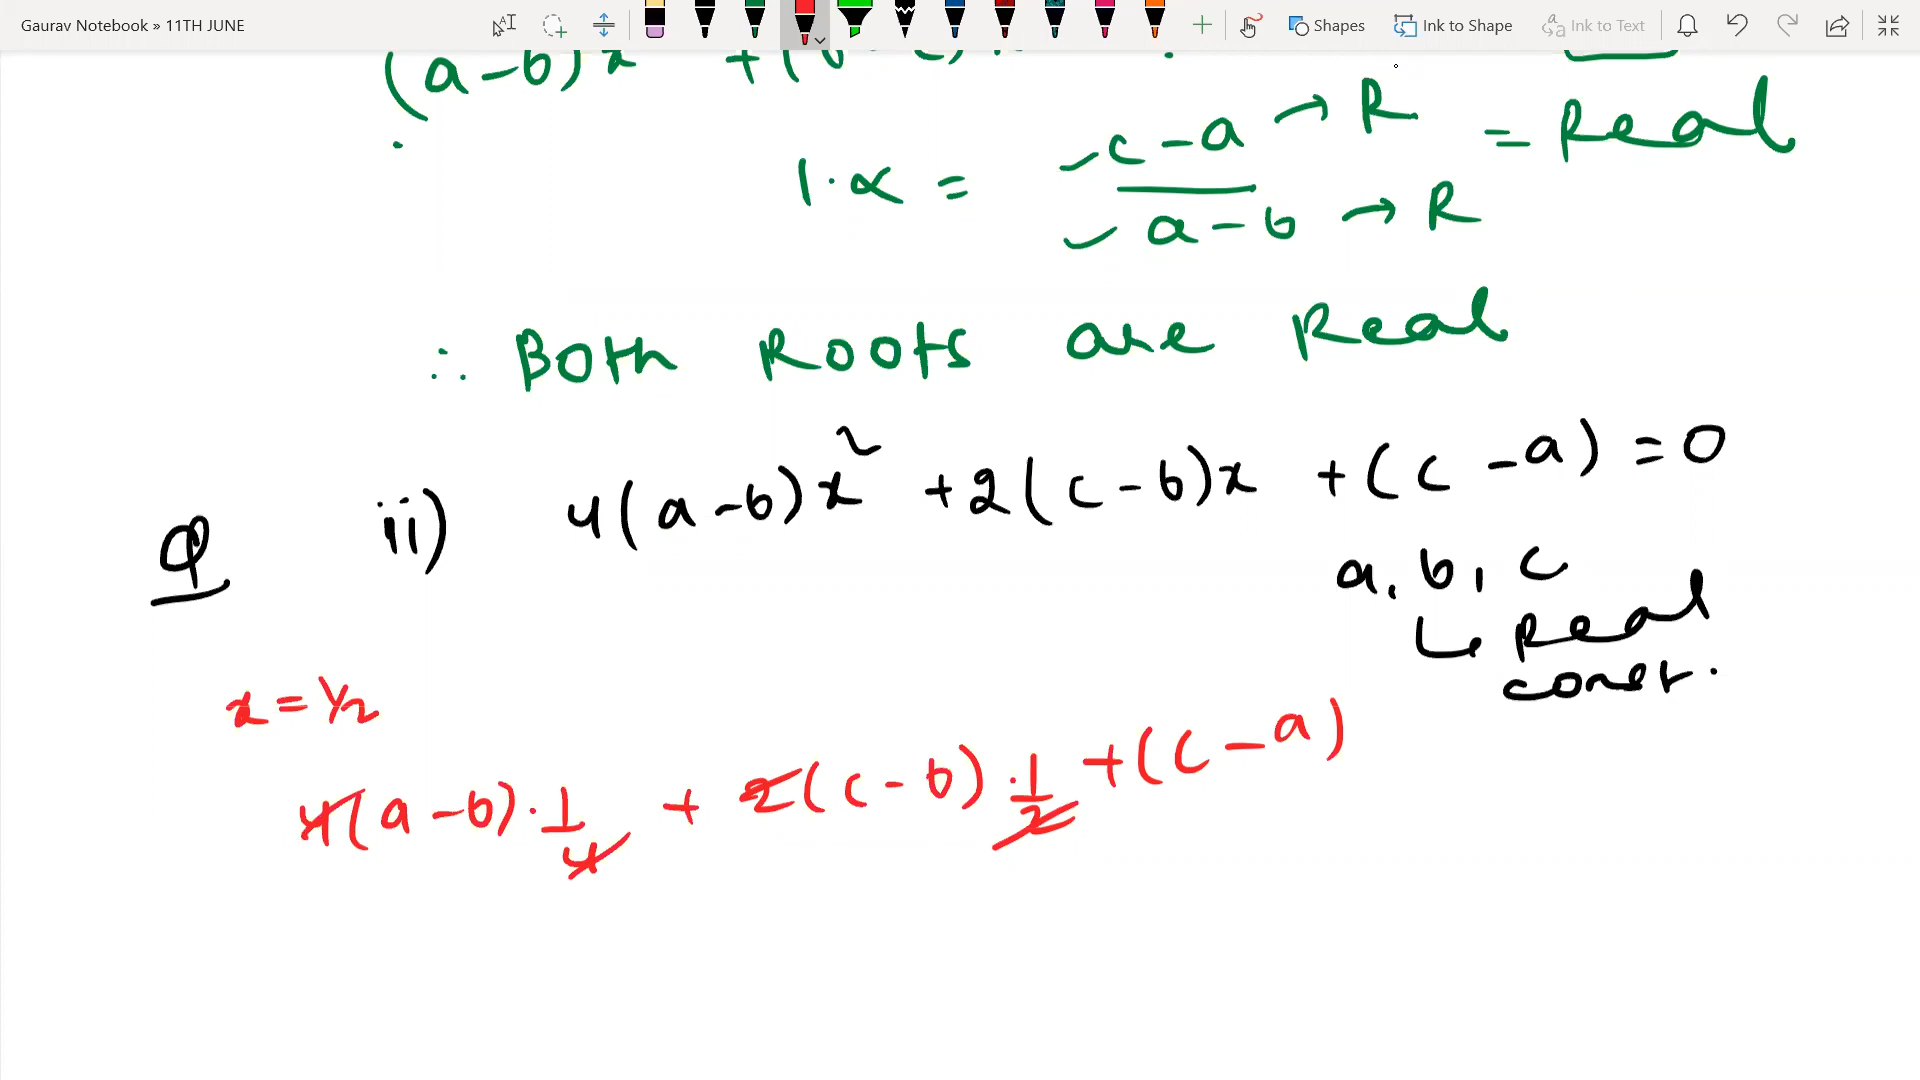 Gaurav Notebook » 11TH JUNE
Shapes
Ink to Shape
Ink to Text
(a-b)x
1·α = c-a → R / a-b → R = Real
∴ Both Roots are Real
Q ii) 4(a-b)x² +2(c-b)x +(c-a) =0
a, b, c
↳ Real
const.
x = 1/2
4(a-b)·1/4 + 2(c-b)·1/2 +(c-a)